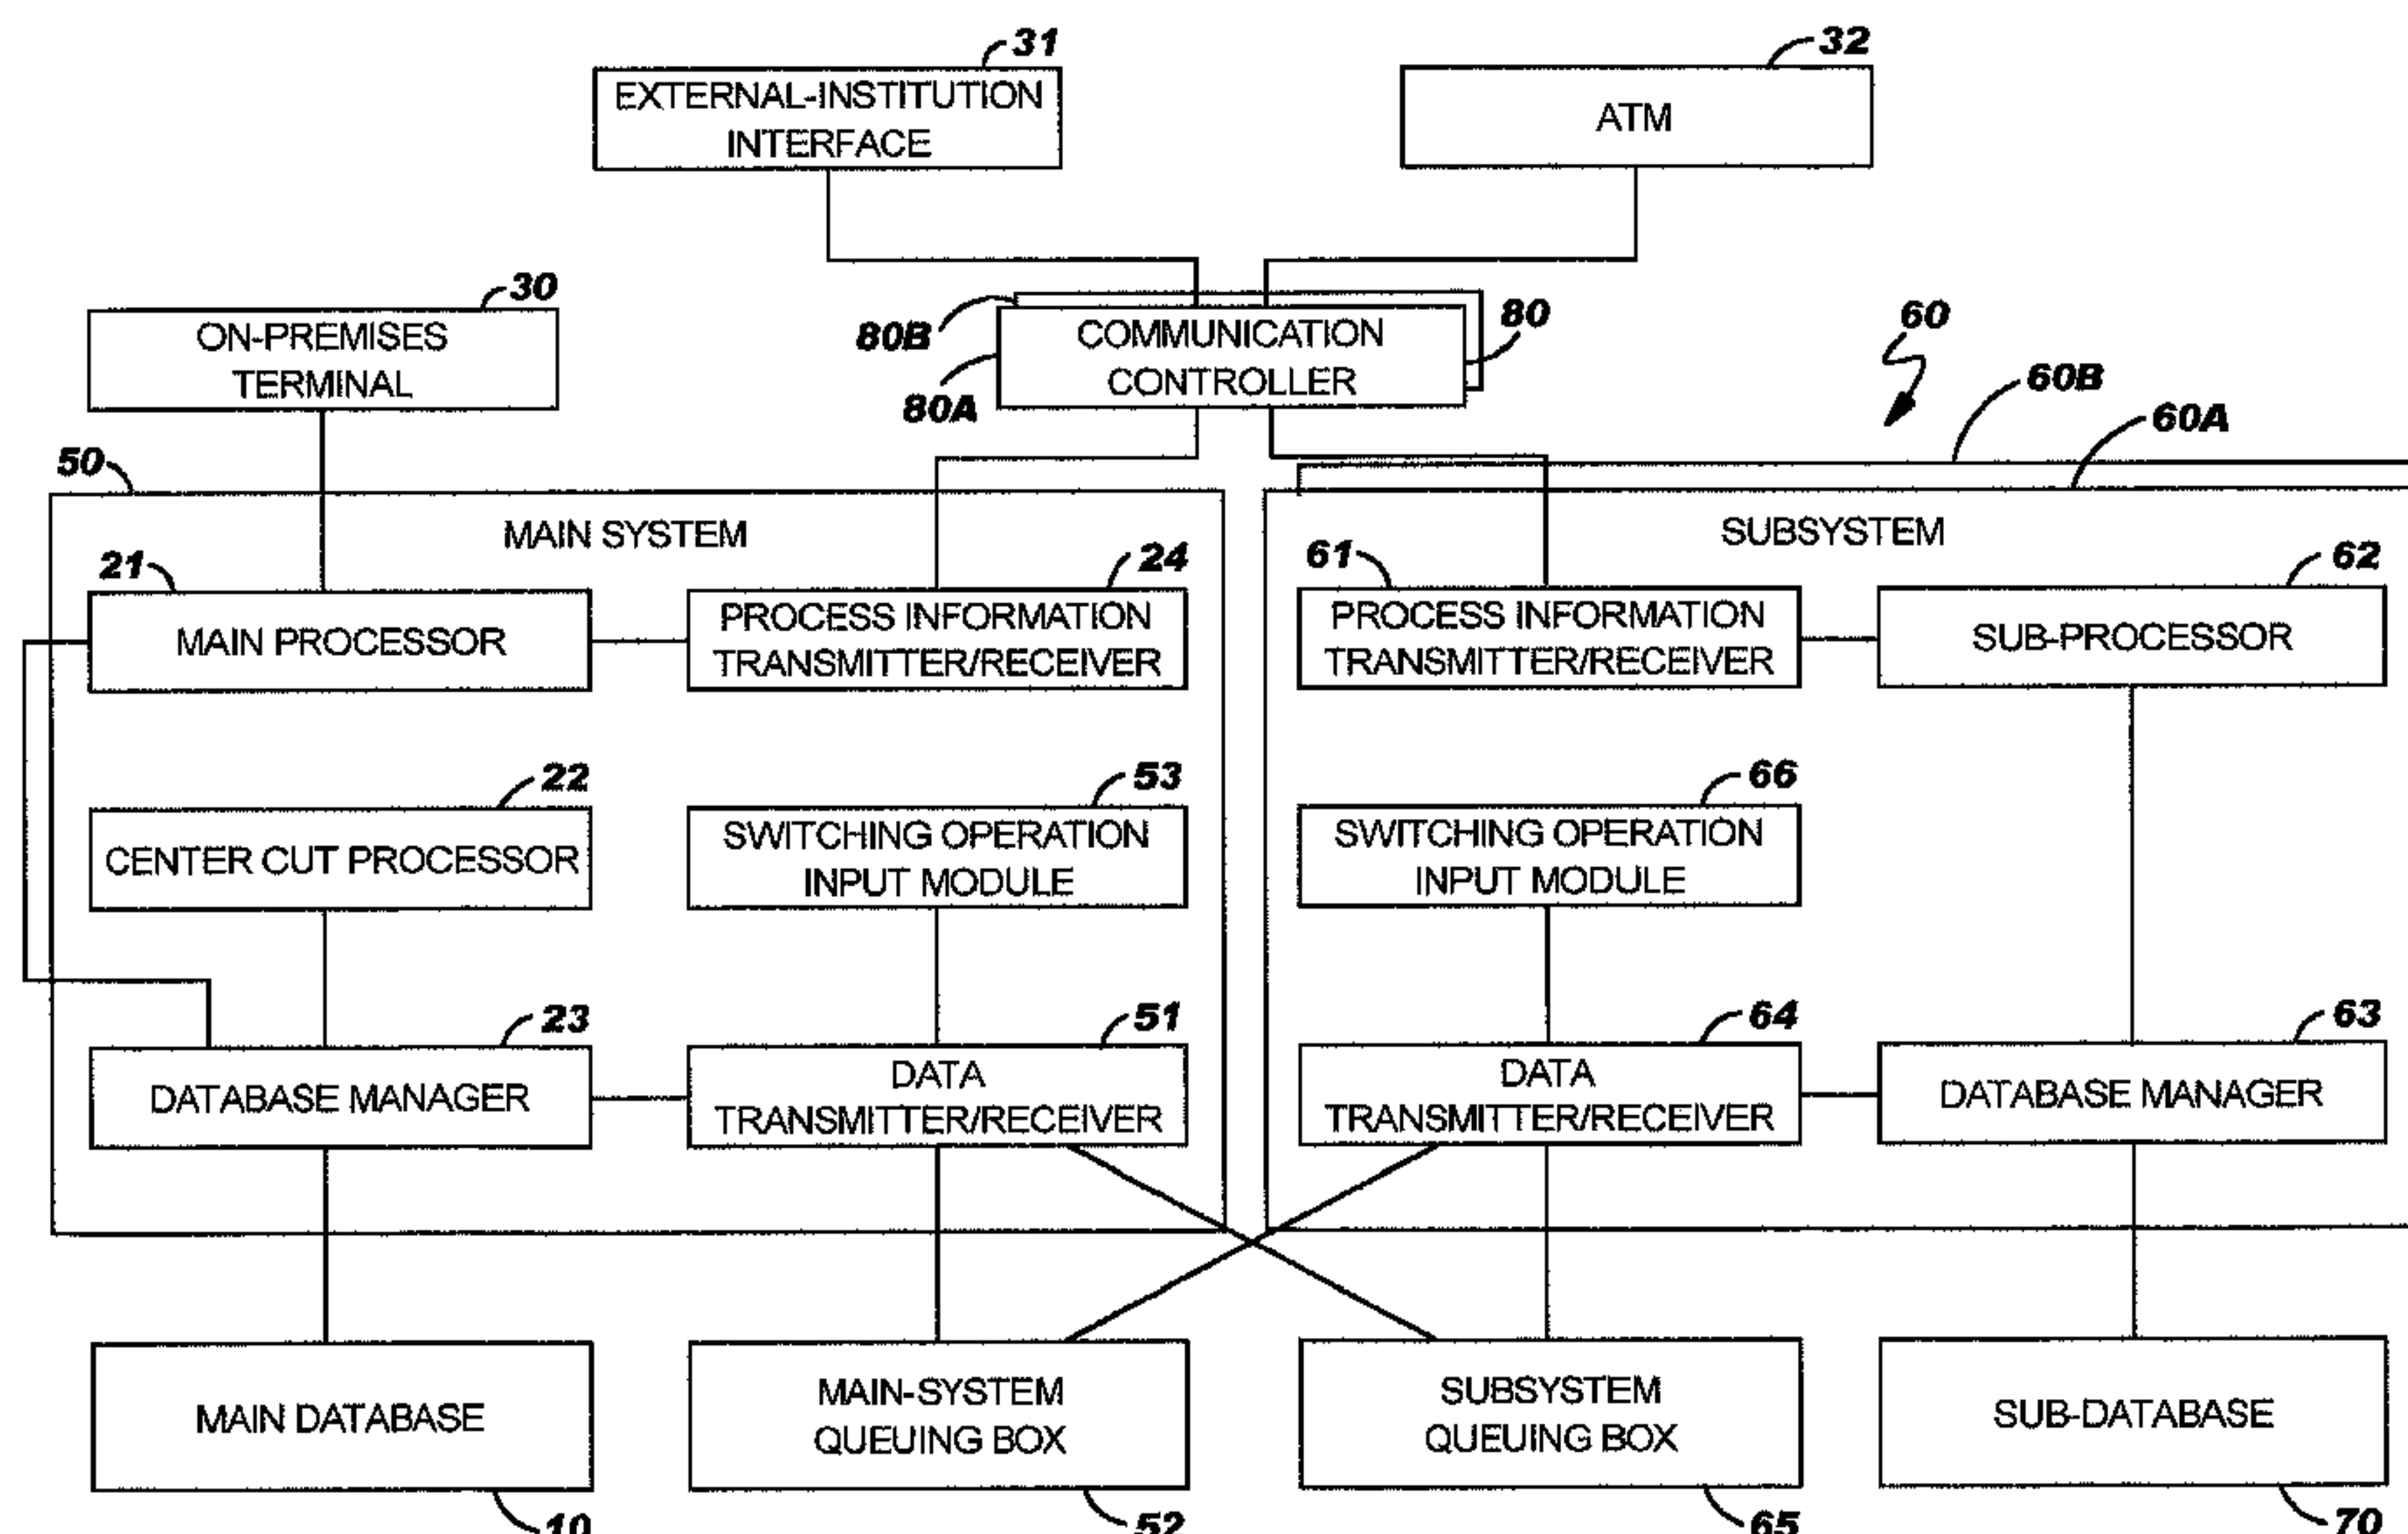 31
EXTERNAL-INSTITUTION
INTERFACE
32
ATM
30
ON-PREMISES
TERMINAL
80B
80A
80
COMMUNICATION
CONTROLLER
60
60B
60A
50
MAIN SYSTEM
SUBSYSTEM
21
MAIN PROCESSOR
24
PROCESS INFORMATION
TRANSMITTER/RECEIVER
61
PROCESS INFORMATION
TRANSMITTER/RECEIVER
62
SUB-PROCESSOR
22
CENTER CUT PROCESSOR
53
SWITCHING OPERATION
INPUT MODULE
66
SWITCHING OPERATION
INPUT MODULE
23
DATABASE MANAGER
51
DATA
TRANSMITTER/RECEIVER
64
DATA
TRANSMITTER/RECEIVER
63
DATABASE MANAGER
MAIN DATABASE
10
MAIN-SYSTEM
QUEUING BOX
52
SUBSYSTEM
QUEUING BOX
65
SUB-DATABASE
70